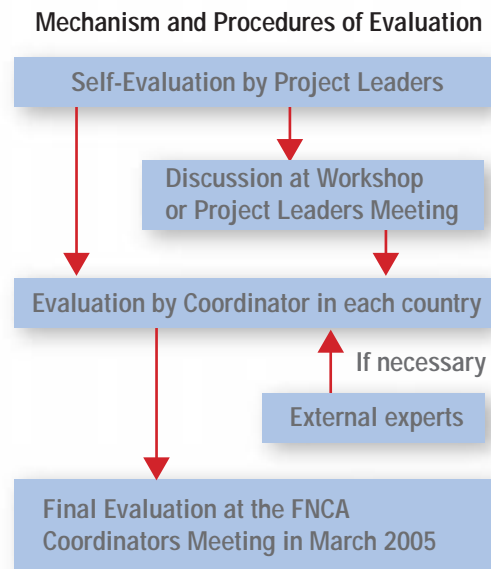 Mechanism and Procedures of Evaluation
Self-Evaluation by Project Leaders
Discussion at Workshop
or Project Leaders Meeting
Evaluation by Coordinator in each country
If necessary
External experts
Final Evaluation at the FNCA
Coordinators Meeting in March 2005